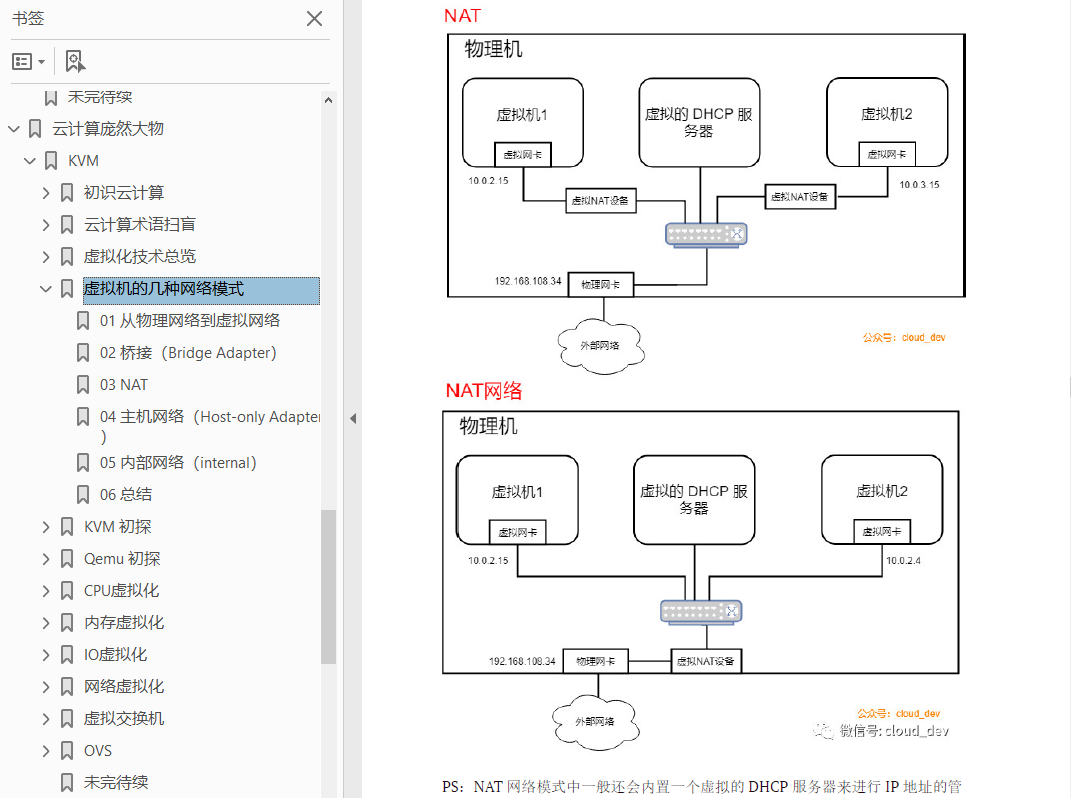 书签
未完待续
云计算庞然大物
KVM
初识云计算
云计算术语扫盲
虚拟化技术总览
虚拟机的几种网络模式
01 从物理网络到虚拟网络
02 桥接（Bridge Adapter）
03 NAT
04 主机网络（Host-only Adapter
）
05 内部网络（internal）
06 总结
KVM 初探
Qemu 初探
CPU虚拟化
内存虚拟化
IO虚拟化
网络虚拟化
虚拟交换机
OVS
未完待续
NAT
物理机
虚拟机1
虚拟网卡
10.0.2.15
虚拟的 DHCP 服
务器
虚拟机2
虚拟网卡
10.0.3.15
虚拟NAT设备
虚拟NAT设备
192.168.108.34
物理网卡
外部网络
公众号：cloud_dev
NAT网络
物理机
虚拟机1
虚拟网卡
10.0.2.15
虚拟的 DHCP 服
务器
虚拟机2
虚拟网卡
10.0.2.4
192.168.108.34
物理网卡
虚拟NAT设备
外部网络
公众号：cloud_dev
微信号: cloud_dev
PS：NAT 网络模式中一般还会内置一个虚拟的 DHCP 服务器来进行 IP 地址的管